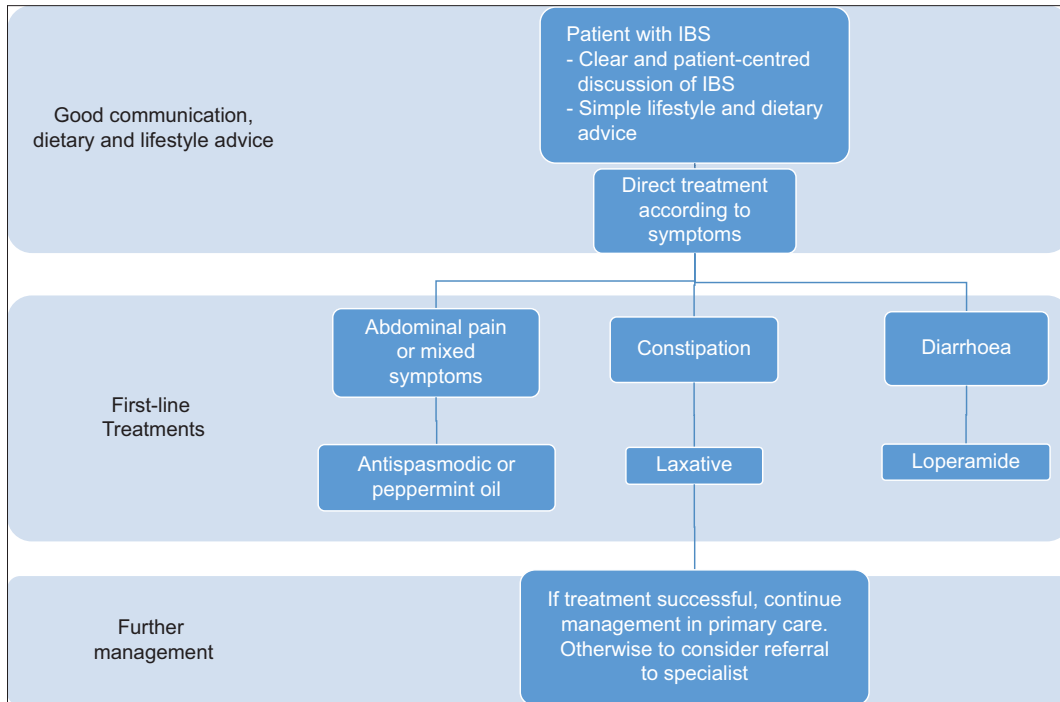 Good communication,
dietary and lifestyle advice
Patient with IBS
- Clear and patient-centred
discussion of IBS
- Simple lifestyle and dietary
advice
Direct treatment
according to
symptoms
First-line
Treatments
Abdominal pain
or mixed
symptoms
Constipation
Diarrhoea
Antispasmodic or
peppermint oil
Laxative
Loperamide
Further
management
If treatment successful, continue
management in primary care.
Otherwise to consider referral
to specialist